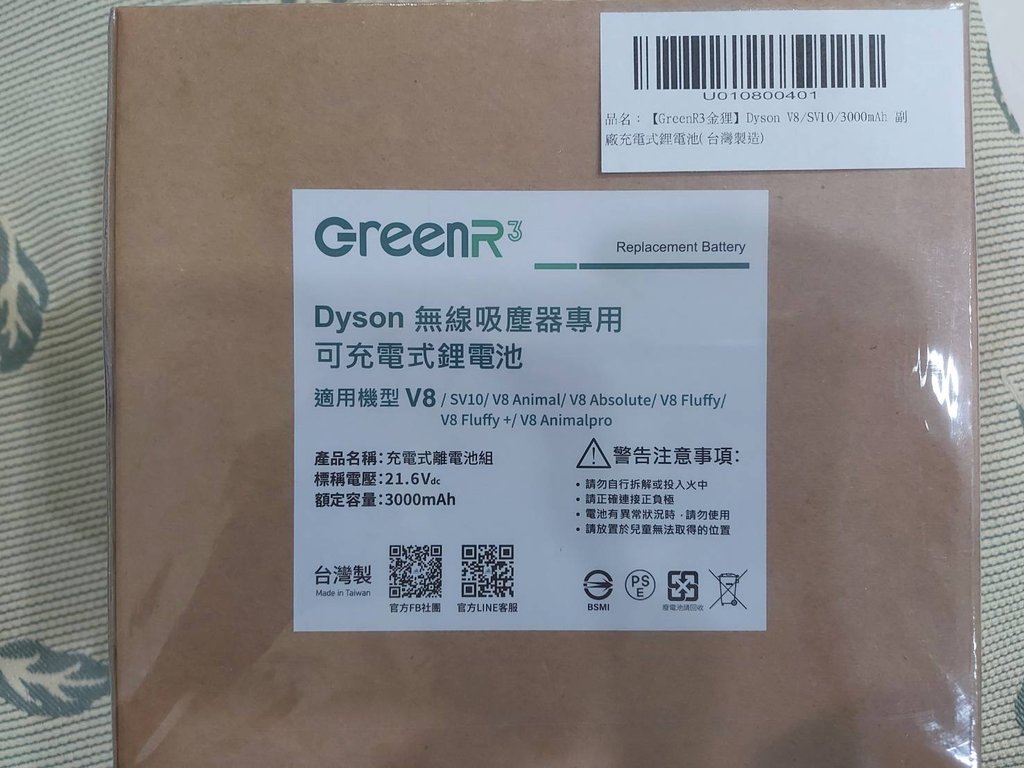 U010800401
品名：【GreenR3金狸】Dyson V8/SV10/3000mAh 副
廠充電式鋰電池(台灣製造)
GreenR3
Replacement Battery
Dyson 無線吸塵器專用
可充電式鋰電池
適用機型 V8 / SV10/ V8 Animal/ V8 Absolute/ V8 Fluffy/
V8 Fluffy +/ V8 Animalpro
產品名稱：充電式離電池組
標稱電壓：21.6Vdc
額定容量：3000mAh
警告注意事項：
• 請勿自行拆解或投入火中
• 請正確連接正負極
• 電池有異常狀況時，請勿使用
• 請放置於兒童無法取得的位置
台灣製
Made in Taiwan
官方FB社團
官方LINE客服
BSMI
PS
E
廢電池請回收